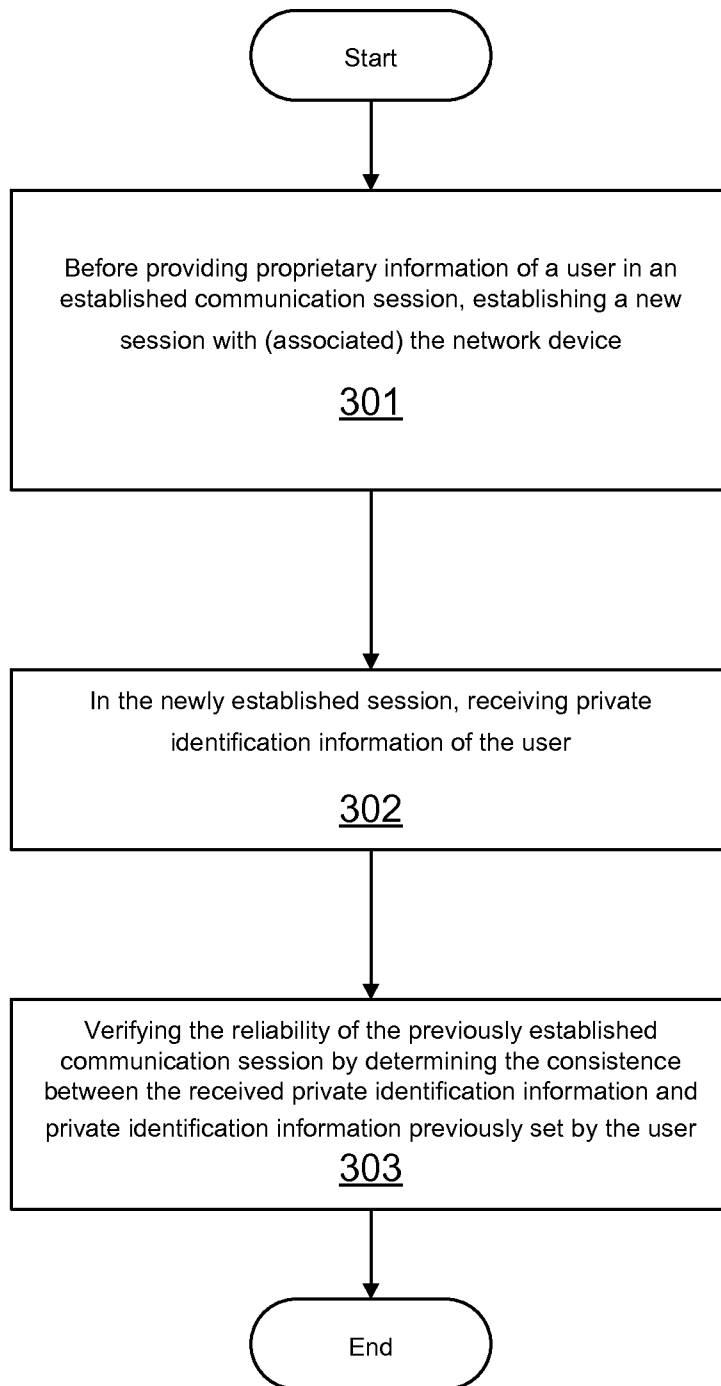 Start
Before providing proprietary information of a user in an
established communication session, establishing a new
session with (associated) the network device
301
In the newly established session, receiving private
identification information of the user
302
Verifying the reliability of the previously established
communication session by determining the consistence
between the received private identification information and
private identification information previously set by the user
303
End